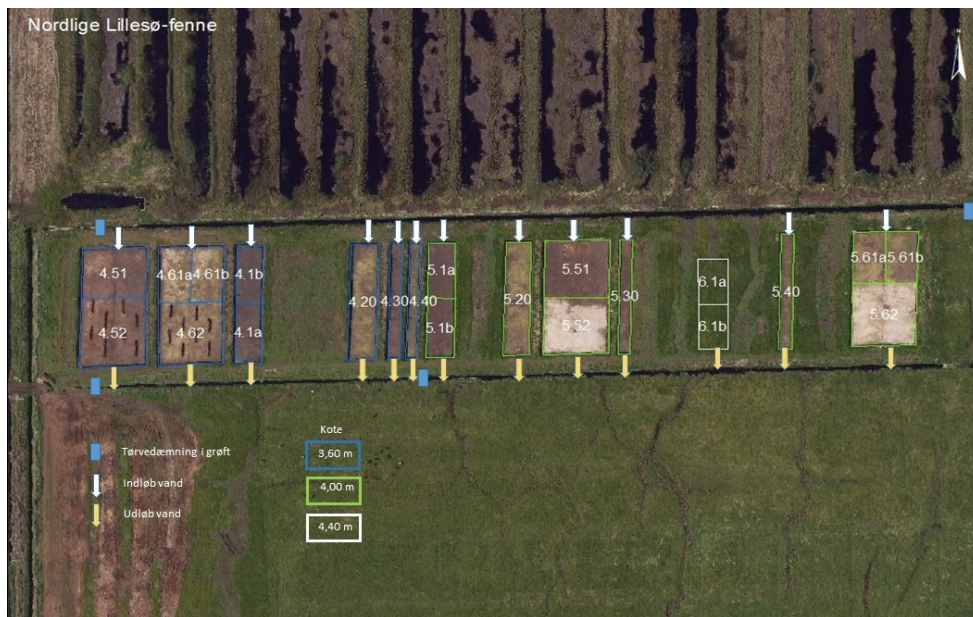 Nordlige Lillesø-fenne
N
4.51
4.61a 4.61b
4.1b
4.20
4.30
4.40
5.1a
5.20
5.51
5.30
6.1a
5.40
5.61a 5.61b
4.52
4.62
4.1a
5.1b
5.52
6.1b
5.62
Tørvedæmning i grøft
Indløb vand
Udløb vand
Kote
3,60 m
4,00 m
4,40 m